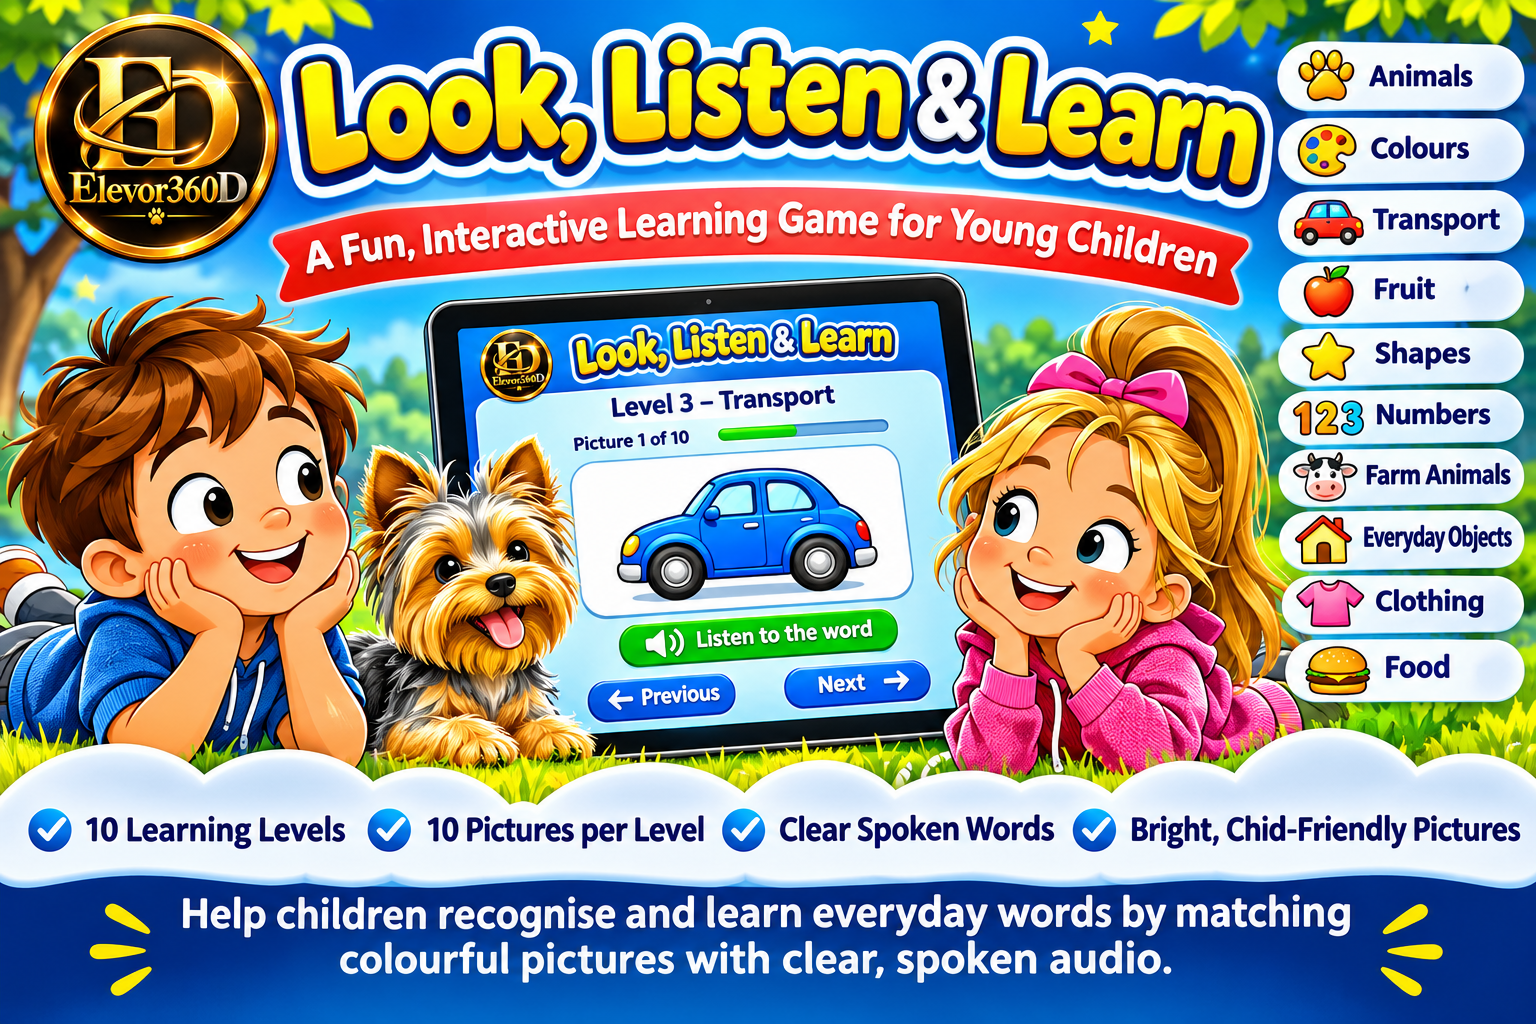 ED
Elevor360D
Look, Listen & Learn
A Fun, Interactive Learning Game for Young Children
Animals
Colours
Transport
Fruit
Shapes
123 Numbers
Farm Animals
Everyday Objects
Clothing
Food
ED
Elevor360D
Look, Listen & Learn
Level 3 – Transport
Picture 1 of 10
Listen to the word
← Previous
Next →
10 Learning Levels
10 Pictures per Level
Clear Spoken Words
Bright, Chid-Friendly Pictures
Help children recognise and learn everyday words by matching
colourful pictures with clear, spoken audio.